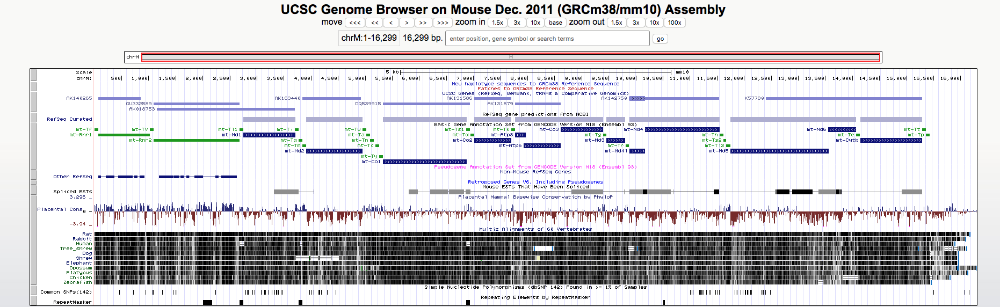 UCSC Genome Browser on Mouse Dec. 2011 (GRCm38/mm10) Assembly
move <<< << < > >> >>> zoom in 1.5x 3x 10x base zoom out 1.5x 3x 10x 100x
chrM:1-16,299 16,299 bp. enter position, gene symbol or search terms go
chrM M
Scale 5 kb mm10
chrM: 500 1,000 1,500 2,000 2,500 3,000 3,500 4,000 4,500 5,000 5,500 6,000 6,500 7,000 7,500 8,000 8,500 9,000 9,500 10,000 10,500 11,000 11,500 12,000 12,500 13,000 13,500 14,000 14,500 15,000 15,500 16,000
New haplotype sequences to GRCm38 Reference Sequence
Patches to GRCm38 Reference Sequence
UCSC Genes (RefSeq, GenBank, tRNAs & Comparative Genomics)
AK140265 AK163440 AK131586 AK142750 X57780
GU332589 DQ539915 AK131579
AK018753
RefSeq gene predictions from NCBI
RefSeq Curated
Basic Gene Annotation Set from GENCODE Version M18 (Ensembl 93)
mt-Tf mt-Tv mt-Tl1 mt-Ti mt-Tw mt-Ts1 mt-Tk mt-Co3 mt-Nd4 mt-Nd6 mt-Tt
mt-Rnr1 mt-Nd1 mt-Ta mt-Td mt-Atp8 mt-Tg mt-Th mt-Te mt-Tp
mt-Rnr2 mt-Tq mt-Tn mt-Co2 mt-Nd3 mt-Ts2 mt-Cytb
mt-Tm mt-Tc mt-Atp6 mt-Tr mt-Tl2
mt-Nd2 mt-Nd4l mt-Nd5
mt-Ty
mt-Co1
Pseudogene Annotation Set from GENCODE Version M18 (Ensembl 93)
Non-Mouse RefSeq Genes
Other RefSeq
Retroposed Genes V6, Including Pseudogenes
Mouse ESTs That Have Been Spliced
Spliced ESTs
3.296 _
Placental Mammal Basewise Conservation by PhyloP
Placental Cons
0 _
-3.94 _
Multiz Alignments of 60 Vertebrates
Rat
Rabbit
Human
Tree_shrew
Dog
Shrew
Elephant
Opossum
Platypus
Chicken
Zebrafish
Simple Nucleotide Polymorphisms (dbSNP 142) Found in >= 1% of Samples
Common SNPs(142)
Repeating Elements by RepeatMasker
RepeatMasker